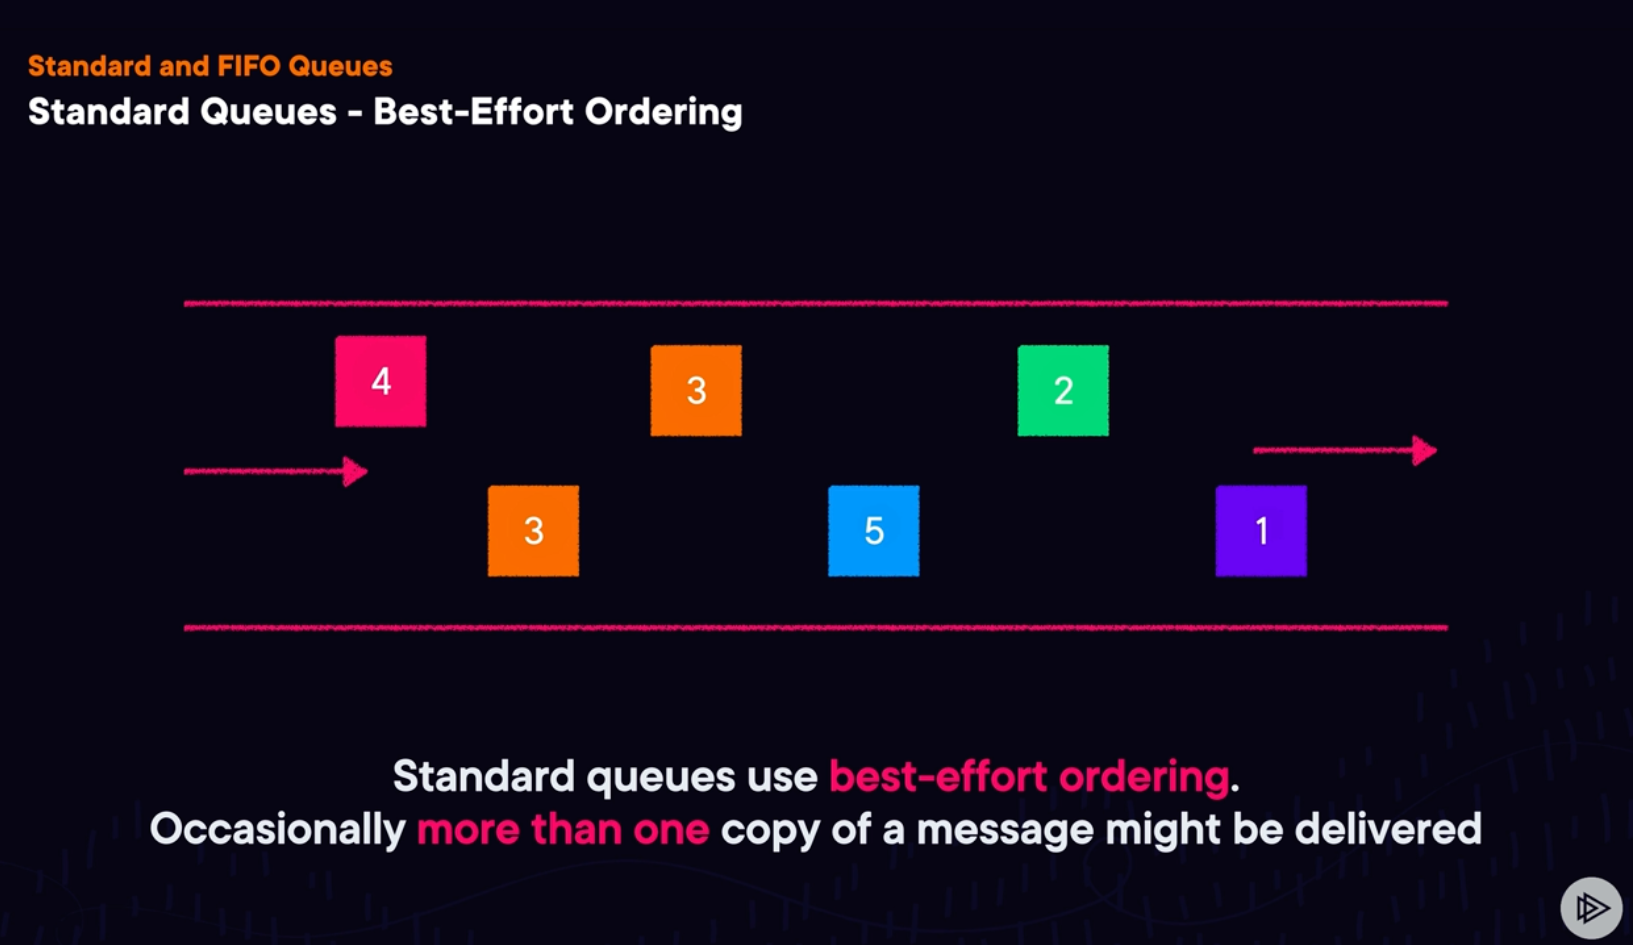 Standard and FIFO Queues
Standard Queues - Best-Effort Ordering
4
3
2
3
5
1
Standard queues use best-effort ordering.
Occasionally more than one copy of a message might be delivered